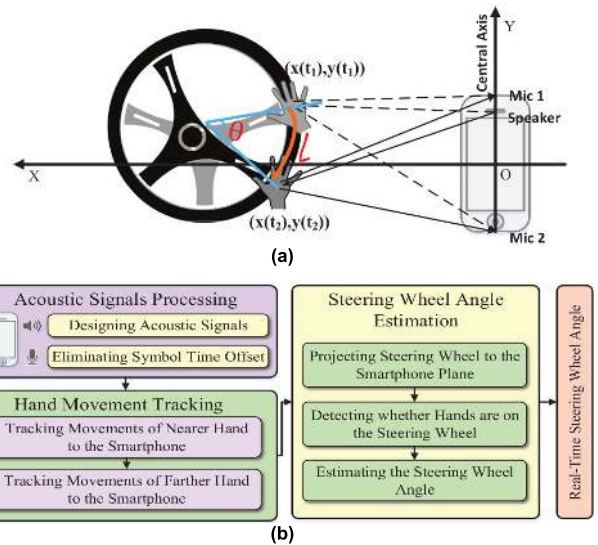 (x(t₁),y(t₁))
Central Axis
Y
Mic 1
Speaker
θ
L
X
O
(x(t₂),y(t₂))
Mic 2
(a)
Acoustic Signals Processing
Designing Acoustic Signals
Eliminating Symbol Time Offset
Hand Movement Tracking
Tracking Movements of Nearer Hand
to the Smartphone
Tracking Movements of Farther Hand
to the Smartphone
Steering Wheel Angle
Estimation
Projecting Steering Wheel to the
Smartphone Plane
Detecting whether Hands are on
the Steering Wheel
Estimating the Steering Wheel
Angle
Real-Time Steering Wheel Angle
(b)